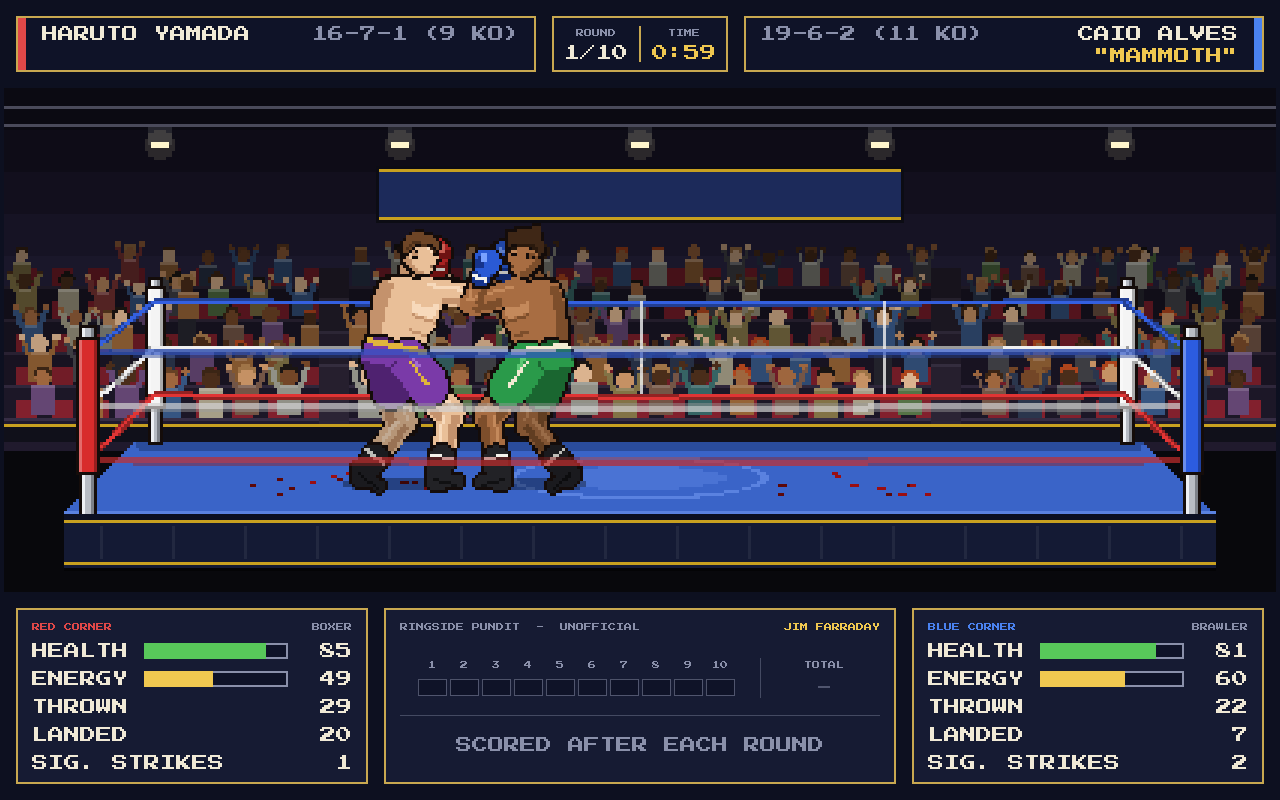 HARUTO YAMADA 16-7-1 (9 KO)
ROUND TIME
1/10 0:59
19-6-2 (11 KO) CAIO ALVES
"MAMMOTH"
RED CORNER BOXER
HEALTH 85
ENERGY 49
THROWN 29
LANDED 20
SIG. STRIKES 1
RINGSIDE PUNDIT – UNOFFICIAL JIM FARRADAY
1 2 3 4 5 6 7 8 9 10 TOTAL
—
SCORED AFTER EACH ROUND
BLUE CORNER BRAWLER
HEALTH 81
ENERGY 60
THROWN 22
LANDED 7
SIG. STRIKES 2